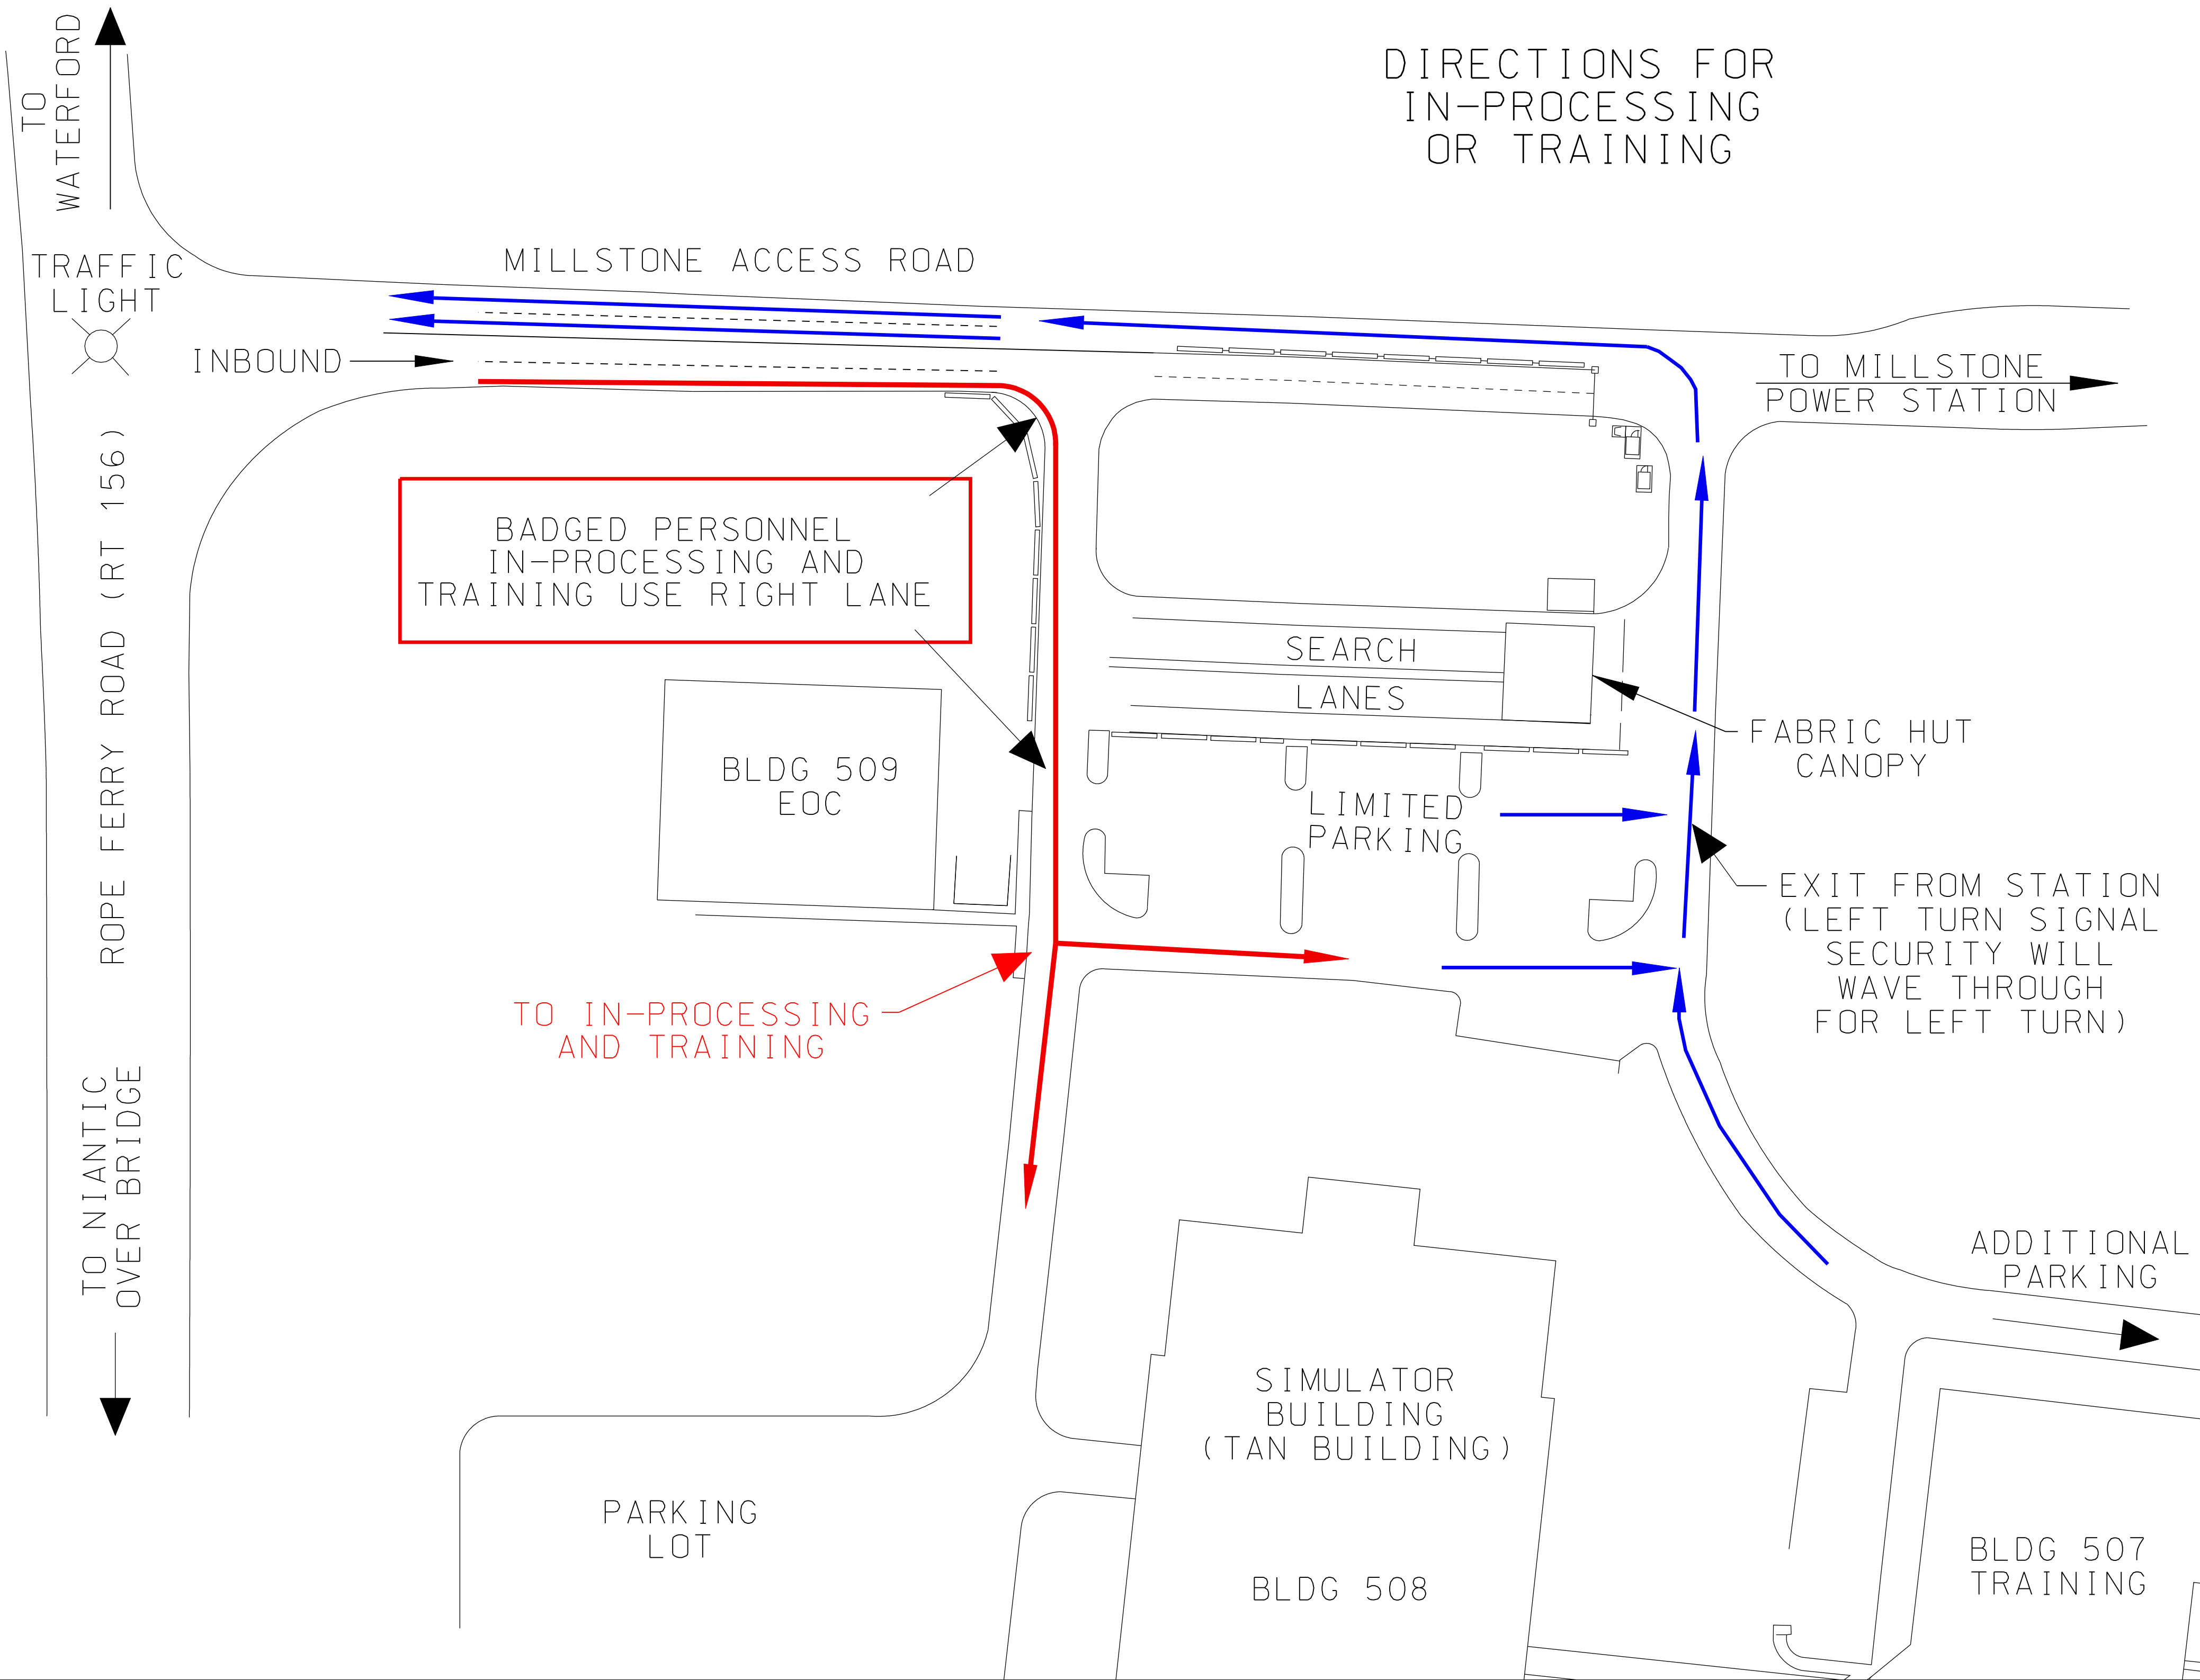 DIRECTIONS FOR
IN-PROCESSING
OR TRAINING
TO
WATERFORD
TRAFFIC
LIGHT
MILLSTONE ACCESS ROAD
INBOUND
TO MILLSTONE
POWER STATION
ROPE FERRY ROAD (RT 156)
BADGED PERSONNEL
IN-PROCESSING AND
TRAINING USE RIGHT LANE
SEARCH
LANES
FABRIC HUT
CANOPY
BLDG 509
EOC
LIMITED
PARKING
EXIT FROM STATION
(LEFT TURN SIGNAL
SECURITY WILL
WAVE THROUGH
FOR LEFT TURN)
TO IN-PROCESSING
AND TRAINING
TO NIANTIC
OVER BRIDGE
ADDITIONAL
PARKING
SIMULATOR
BUILDING
(TAN BUILDING)
PARKING
LOT
BLDG 508
BLDG 507
TRAINING